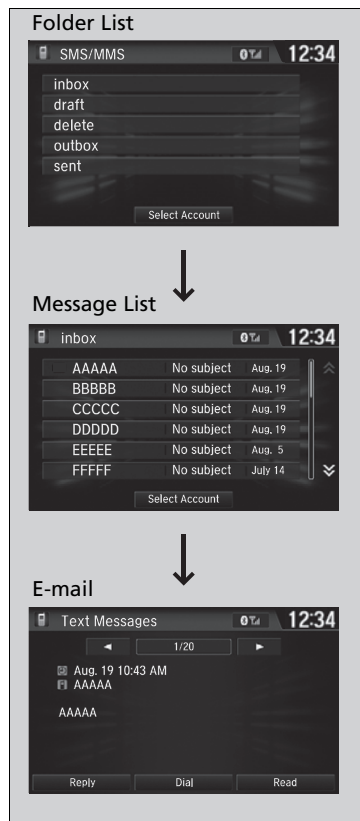 Folder List
SMS/MMS 12:34
inbox
draft
delete
outbox
sent
Select Account
Message List
inbox 12:34
AAAAA No subject Aug. 19
BBBBB No subject Aug. 19
CCCCC No subject Aug. 19
DDDDD No subject Aug. 19
EEEEE No subject Aug. 5
FFFFF No subject July 14
Select Account
E-mail
Text Messages 12:34
1/20
Aug. 19 10:43 AM
AAAAA
AAAAA
Reply Dial Read